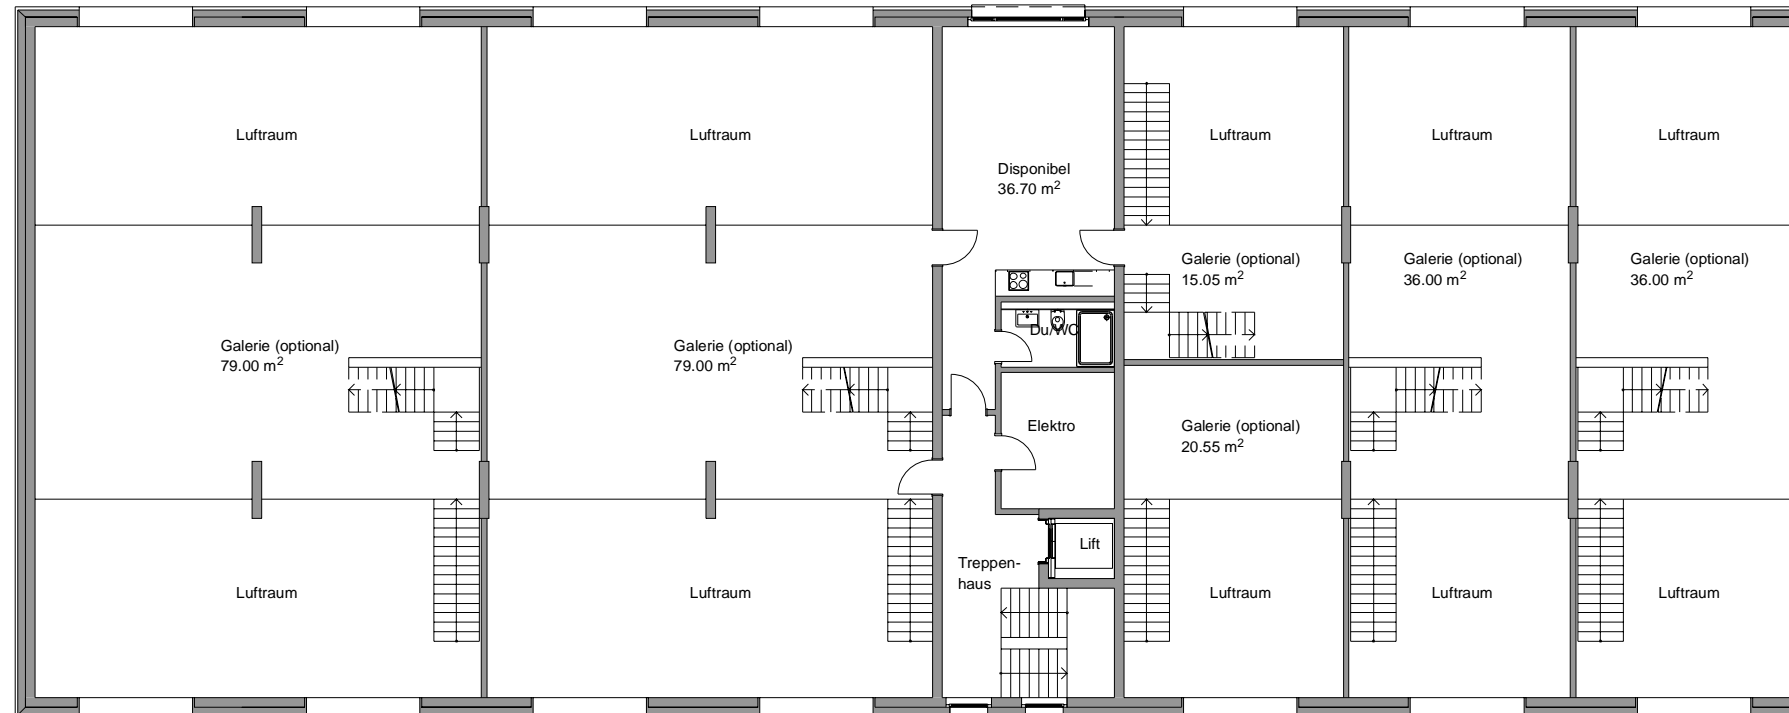 Luftraum
Luftraum
Luftraum
Luftraum
Luftraum
Disponibel
36.70 m²
Galerie (optional)
15.05 m²
Galerie (optional)
36.00 m²
Galerie (optional)
36.00 m²
Du/WC
Galerie (optional)
79.00 m²
Galerie (optional)
79.00 m²
Elektro
Galerie (optional)
20.55 m²
Lift
Treppen-
haus
Luftraum
Luftraum
Luftraum
Luftraum
Luftraum